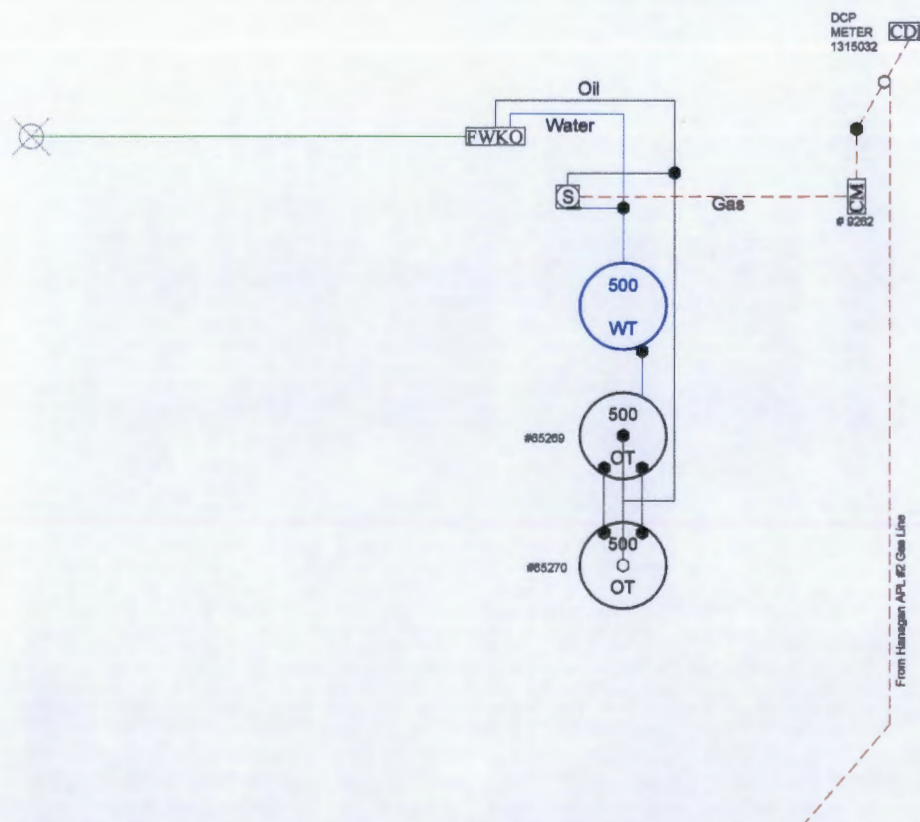 DCP
METER
1315032
CD
Oil
FWKO
Water
S
Gas
CM
# 9262
500
WT
500
#65269
OT
500
#65270
OT
From Hanagan APL #2 Gas Line